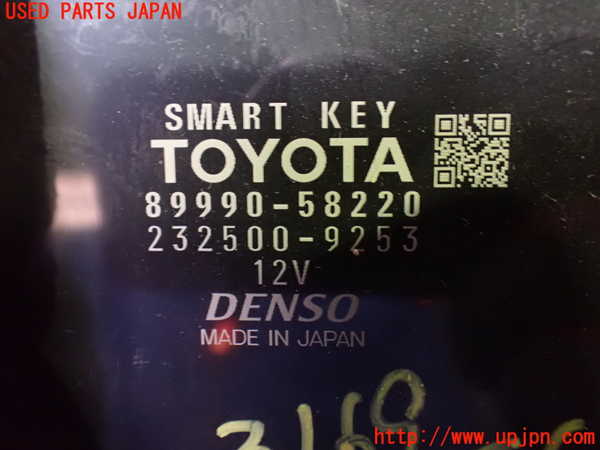 USED PARTS JAPAN
SMART KEY
TOYOTA
89990-58220
232500-9253
12V
DENSO
MADE IN JAPAN
http://www.upjpn.com/